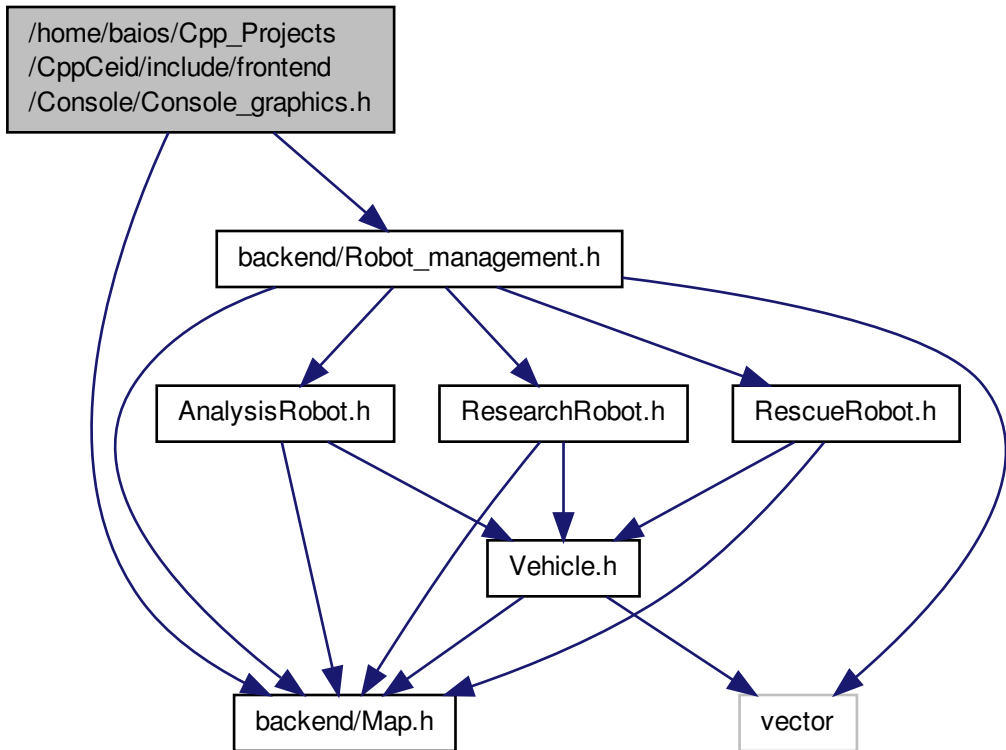 /home/baios/Cpp_Projects
/CppCeid/include/frontend
/Console/Console_graphics.h
backend/Robot_management.h
AnalysisRobot.h
ResearchRobot.h
RescueRobot.h
Vehicle.h
backend/Map.h
vector